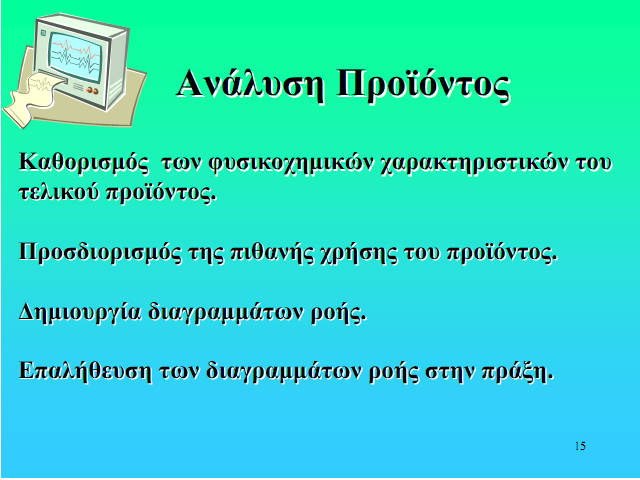 Ανάλυση Προϊόντος
Καθορισμός  των φυσικοχημικών χαρακτηριστικών του
τελικού προϊόντος.
Προσδιορισμός της πιθανής χρήσης του προϊόντος.
Δημιουργία διαγραμμάτων ροής.
Επαλήθευση των διαγραμμάτων ροής στην πράξη.
15